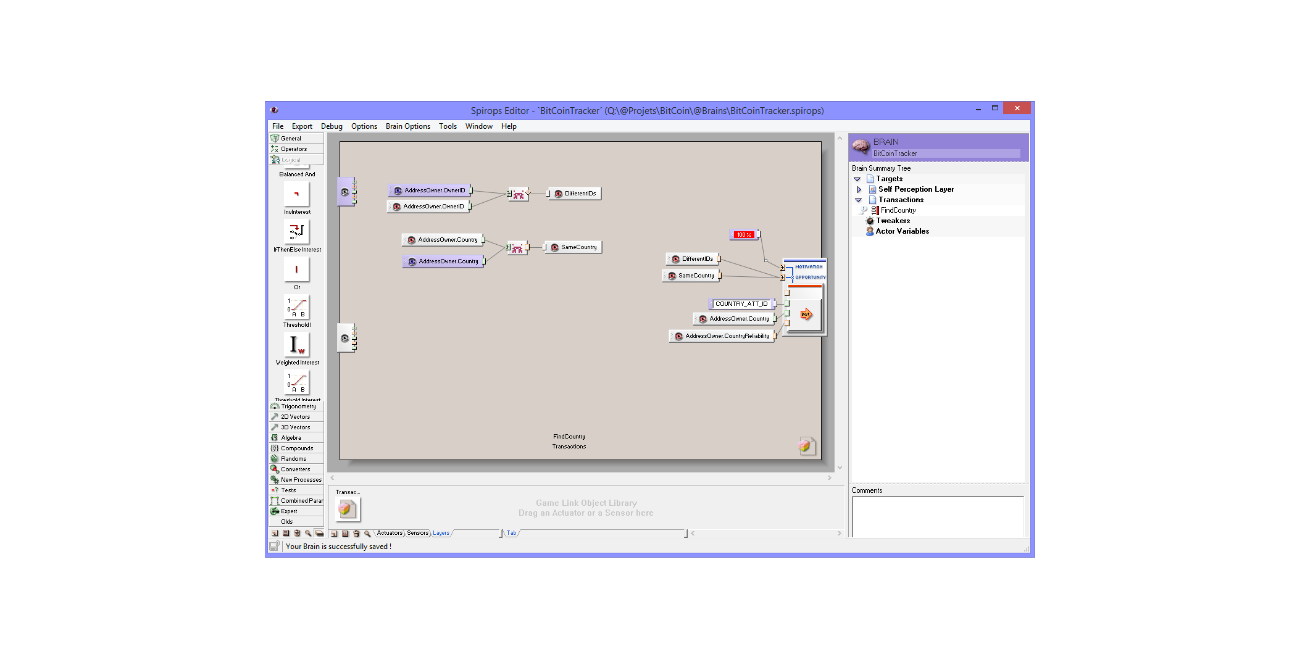 Spirops Editor - `BitCoinTracker` (Q:\@Projets\BitCoin\@Brains\BitCoinTracker.spirops)
File Export Debug Options Brain Options Tools Window Help
General
Operators
Logical
Balanced And
InvInterest
IfThenElse Interest
Or
Threshold I
Weighted Interest
Threshold Interest
Trigonometry
2D Vectors
3D Vectors
Algebra
Compounds
Randoms
Converters
New Processes
Tests
Combined Parar
Expert
Olds
AddressOwner.OwnerID
AddressOwner.OwnerID
DifferentIDs
AddressOwner.Country
AddressOwner.Country
SameCountry
100 %
DifferentIDs
SameCountry
MOTIVATION
OPPORTUNITY
COUNTRY_ATT_ID
AddressOwner.Country
AddressOwner.CountryReliability
FindCountry
Transactions
Transac...
Game Link Object Library
Drag an Actuator or a Sensor here
Actuators Sensors Layers Tab
BRAIN
BitCoinTracker
Brain Summary Tree
Targets
Self Perception Layer
Transactions
FindCountry
Tweakers
Actor Variables
Comments
Your Brain is successfully saved !